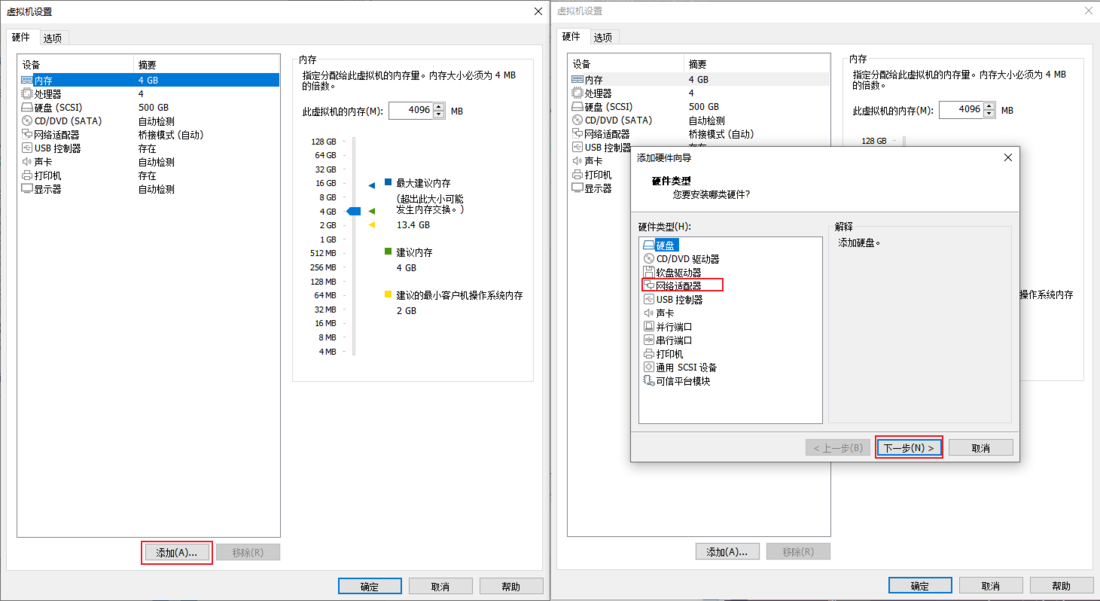 虚拟机设置
硬件 选项
设备 摘要
内存 4 GB
处理器 4
硬盘 (SCSI) 500 GB
CD/DVD (SATA) 自动检测
网络适配器 桥接模式 (自动)
USB 控制器 存在
声卡 自动检测
打印机 存在
显示器 自动检测
内存
指定分配给此虚拟机的内存量。内存大小必须为 4 MB
的倍数。
此虚拟机的内存(M): 4096 MB
128 GB
64 GB
32 GB
16 GB
8 GB
4 GB
2 GB
1 GB
512 MB
256 MB
128 MB
64 MB
32 MB
16 MB
8 MB
4 MB
最大建议内存
(超出此大小可能
发生内存交换。)
13.4 GB
建议内存
4 GB
建议的最小客户机操作系统内存
2 GB
添加(A)... 移除(R)
确定 取消 帮助
虚拟机设置
硬件 选项
设备 摘要
内存 4 GB
处理器 4
硬盘 (SCSI) 500 GB
CD/DVD (SATA) 自动检测
网络适配器 桥接模式 (自动)
USB 控制器
声卡
打印机
显示器
内存
指定分配给此虚拟机的内存量。内存大小必须为 4 MB
的倍数。
此虚拟机的内存(M): 4096 MB
128 GB
操作系统内存
添加硬件向导
硬件类型
您要安装哪类硬件?
硬件类型(H):
硬盘
CD/DVD 驱动器
软盘驱动器
网络适配器
USB 控制器
声卡
并行端口
串行端口
打印机
通用 SCSI 设备
可信平台模块
解释
添加硬盘。
< 上一步(B) 下一步(N) > 取消
添加(A)... 移除(R)
确定 取消 帮助